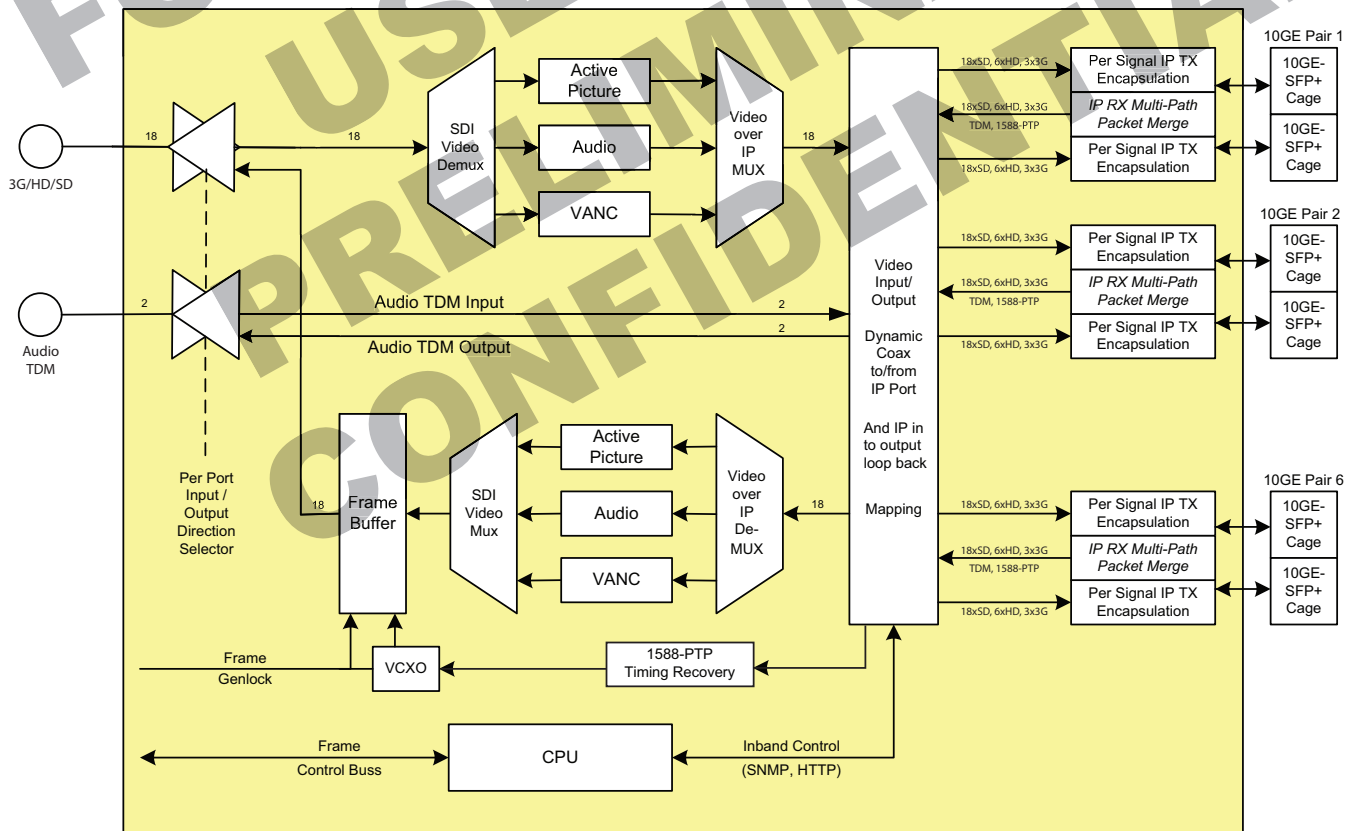 FO
USE
PRELIMIN
CONFIDENTIAL
10GE Pair 1
3G/HD/SD
18
18
SDI
Video
Demux
Active
Picture
Audio
VANC
Video
over
IP
MUX
18
18xSD, 6xHD, 3x3G
18xSD, 6xHD, 3x3G
TDM, 1588-PTP
18xSD, 6xHD, 3x3G
Per Signal IP TX
Encapsulation
IP RX Multi-Path
Packet Merge
Per Signal IP TX
Encapsulation
10GE-
SFP+
Cage
10GE-
SFP+
Cage
10GE Pair 2
18xSD, 6xHD, 3x3G
18xSD, 6xHD, 3x3G
TDM, 1588-PTP
18xSD, 6xHD, 3x3G
Per Signal IP TX
Encapsulation
IP RX Multi-Path
Packet Merge
Per Signal IP TX
Encapsulation
10GE-
SFP+
Cage
10GE-
SFP+
Cage
Video
Input/
Output
Dynamic
Coax
to/from
IP Port
And IP in
to output
loop back
Mapping
2
Audio
TDM
Audio TDM Input
2
Audio TDM Output
2
Per Port
Input /
Output
Direction
Selector
18
Frame
Buffer
SDI
Video
Mux
Active
Picture
Audio
VANC
Video
over
IP
De-
MUX
18
10GE Pair 6
18xSD, 6xHD, 3x3G
18xSD, 6xHD, 3x3G
TDM, 1588-PTP
18xSD, 6xHD, 3x3G
Per Signal IP TX
Encapsulation
IP RX Multi-Path
Packet Merge
Per Signal IP TX
Encapsulation
10GE-
SFP+
Cage
10GE-
SFP+
Cage
Frame
Genlock
VCXO
1588-PTP
Timing Recovery
Frame
Control Buss
CPU
Inband Control
(SNMP, HTTP)